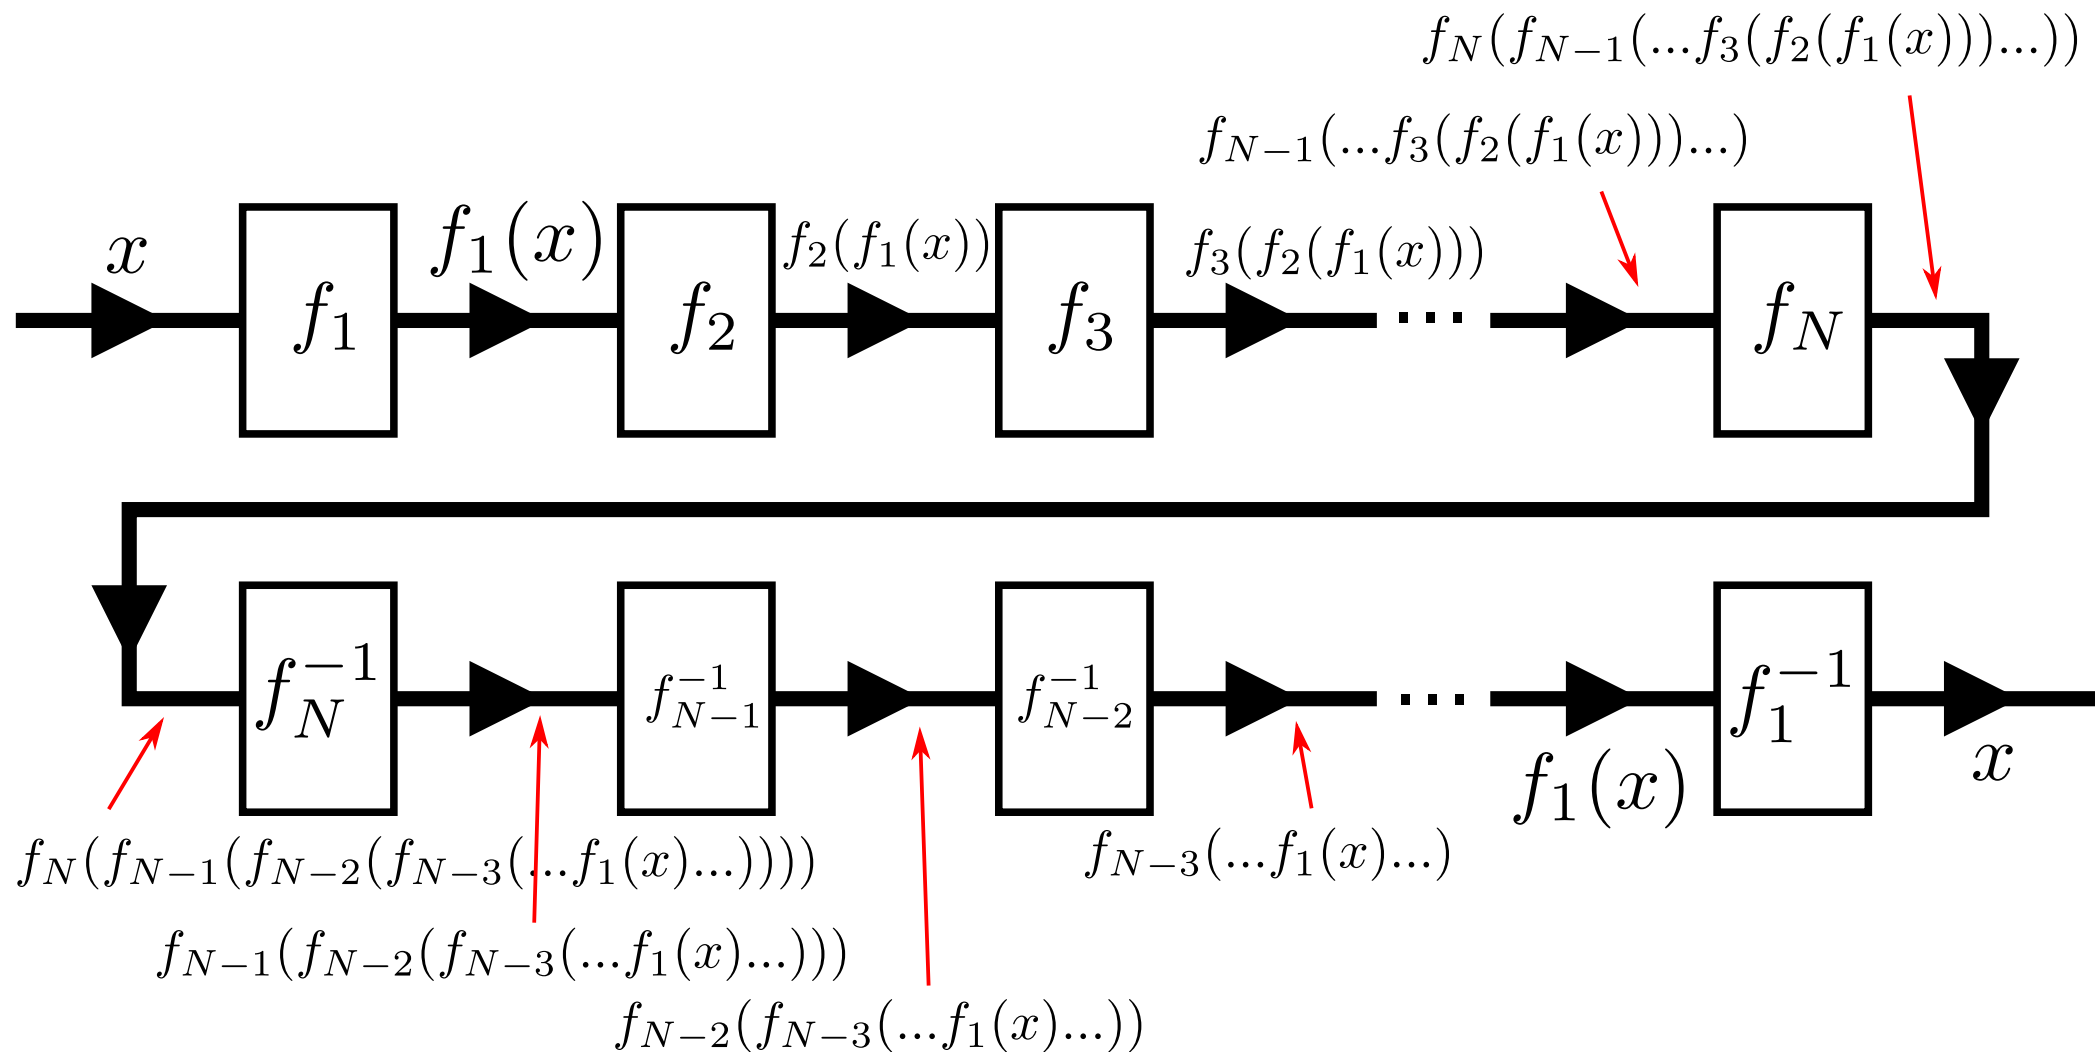 f_N(f_{N-1}(...f_3(f_2(f_1(x)))...))
f_{N-1}(...f_3(f_2(f_1(x)))...)
x
f_1(x)
f_2(f_1(x))
f_3(f_2(f_1(x)))
f_1
f_2
f_3
...
f_N
f_N^{-1}
f_{N-1}^{-1}
f_{N-2}^{-1}
...
f_1^{-1}
f_1(x)
x
f_N(f_{N-1}(f_{N-2}(f_{N-3}(...f_1(x)...))))
f_{N-3}(...f_1(x)...)
f_{N-1}(f_{N-2}(f_{N-3}(...f_1(x)...)))
f_{N-2}(f_{N-3}(...f_1(x)...))